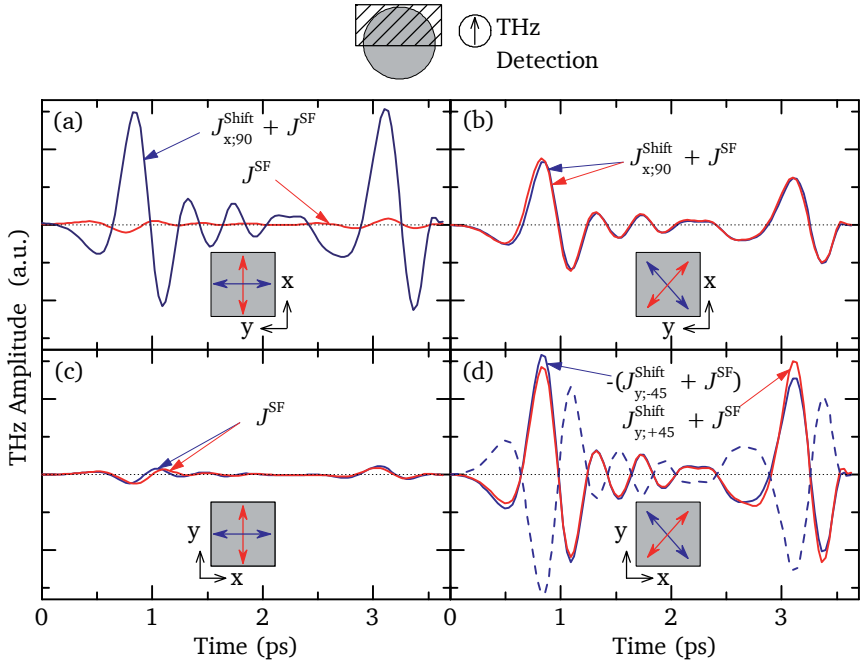 THz
Detection
(a)
J^Shift_x;90 + J^SF
J^SF
x
y
(b)
J^Shift_x;90 + J^SF
x
y
THz Amplitude (a.u.)
(c)
J^SF
y
x
0
1
2
3
Time (ps)
(d)
-(J^Shift_y;-45 + J^SF)
J^Shift_y;+45 + J^SF
y
x
0
1
2
3
Time (ps)